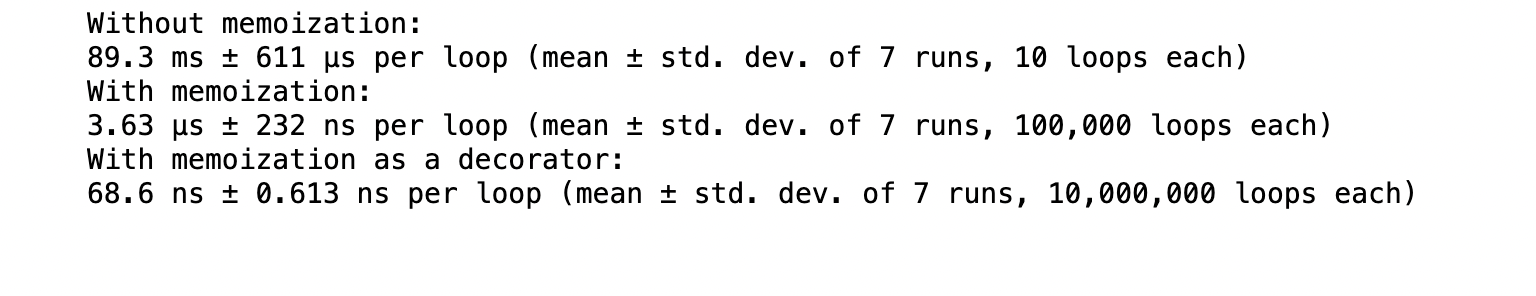 Without memoization:
89.3 ms ± 611 µs per loop (mean ± std. dev. of 7 runs, 10 loops each)
With memoization:
3.63 µs ± 232 ns per loop (mean ± std. dev. of 7 runs, 100,000 loops each)
With memoization as a decorator:
68.6 ns ± 0.613 ns per loop (mean ± std. dev. of 7 runs, 10,000,000 loops each)